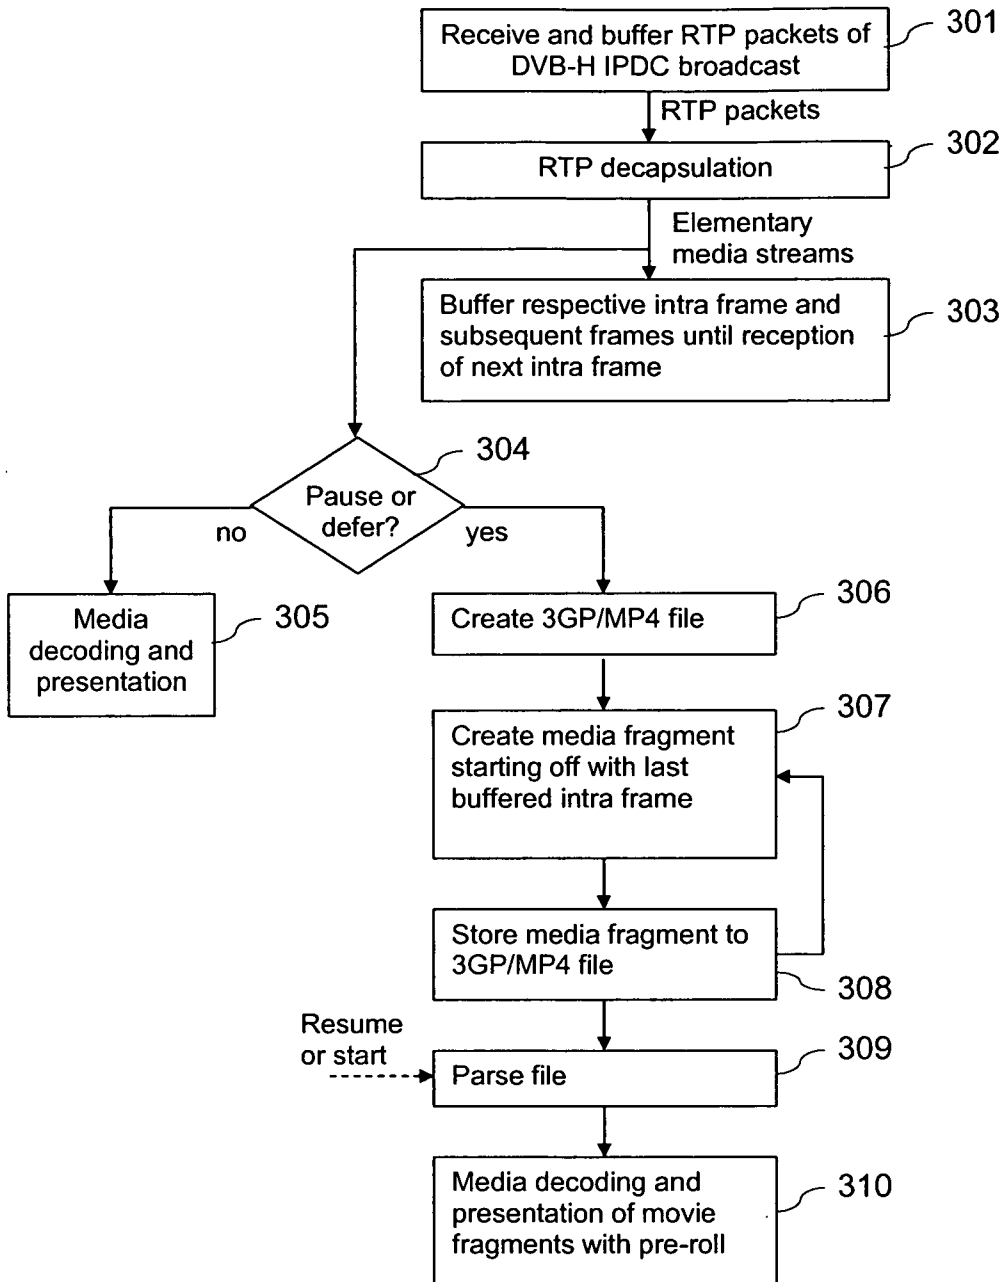 Receive and buffer RTP packets of
DVB-H IPDC broadcast
301
RTP packets
302
RTP decapsulation
Elementary
media streams
Buffer respective intra frame and
subsequent frames until reception
of next intra frame
303
304
Pause or
defer?
no
yes
Media
decoding and
presentation
305
306
Create 3GP/MP4 file
307
Create media fragment
starting off with last
buffered intra frame
Store media fragment to
3GP/MP4 file
308
Resume
or start
309
Parse file
Media decoding and
presentation of movie
fragments with pre-roll
310